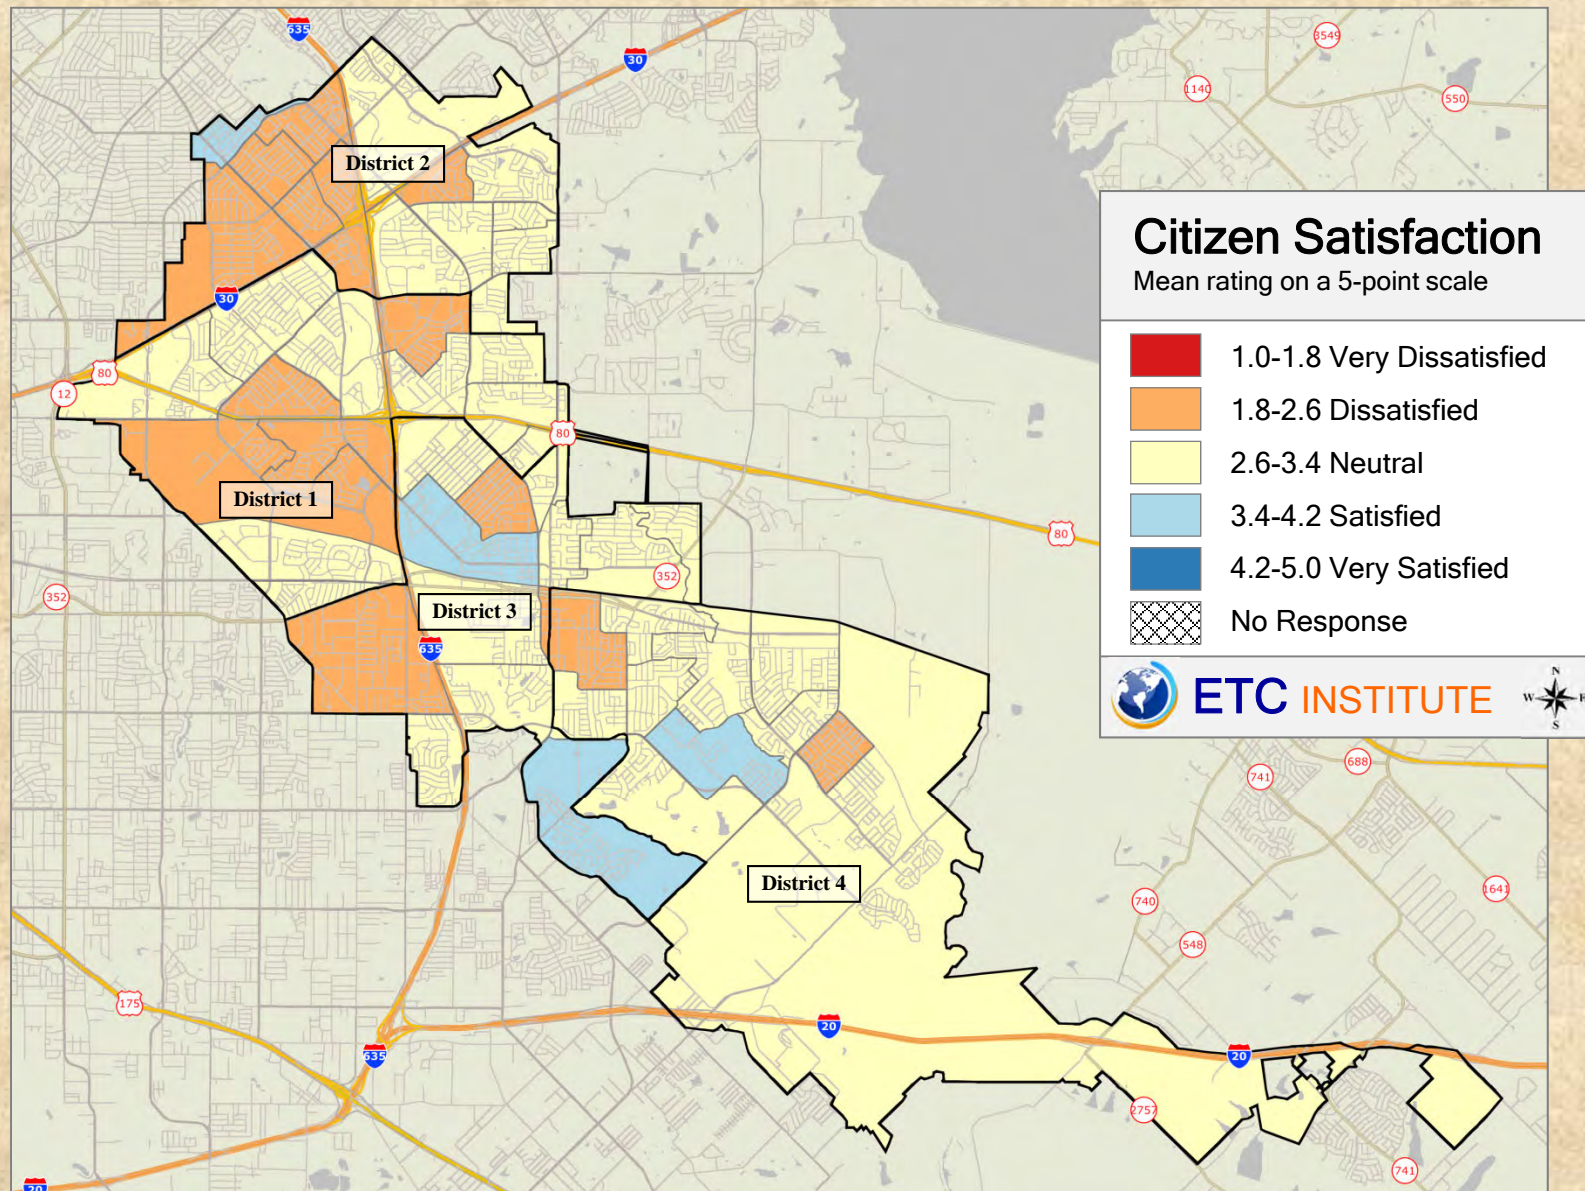 635
30
3549
1140
550
District 2
Citizen Satisfaction
Mean rating on a 5-point scale
30
1.0-1.8 Very Dissatisfied
80
12
1.8-2.6 Dissatisfied
80
2.6-3.4 Neutral
District 1
3.4-4.2 Satisfied
80
4.2-5.0 Very Satisfied
352
352
District 3
No Response
635
ETC INSTITUTE
N
W
E
S
688
741
District 4
1641
740
548
175
20
635
20
2757
741
20